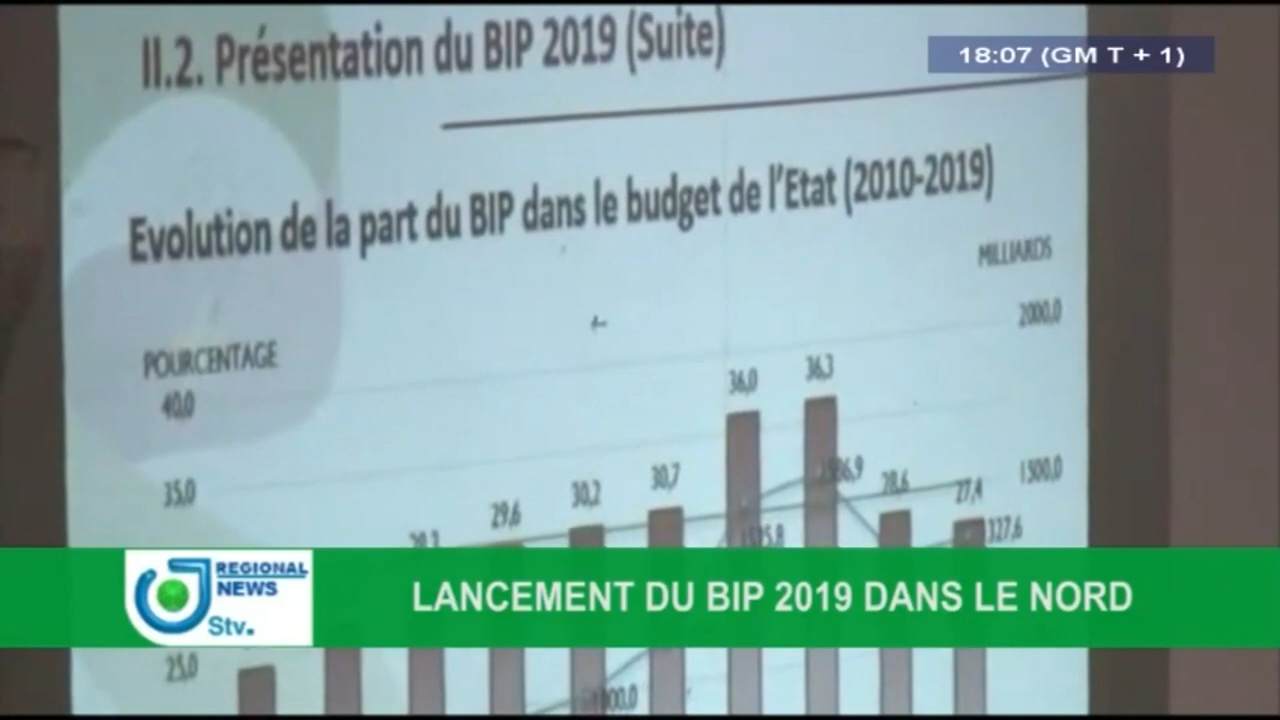 II.2. Présentation du BIP 2019 (Suite)
18:07 (GMT + 1)
Evolution de la part du BIP dans le budget de l'Etat (2010-2019)
MILLIARDS
2000,0
POURCENTAGE
40,0
36,0
36,3
35,0
29,6
30,2
30,7
28,6
27,4
1500,0
327,6
REGIONAL
NEWS
Stv.
LANCEMENT DU BIP 2019 DANS LE NORD
25,0